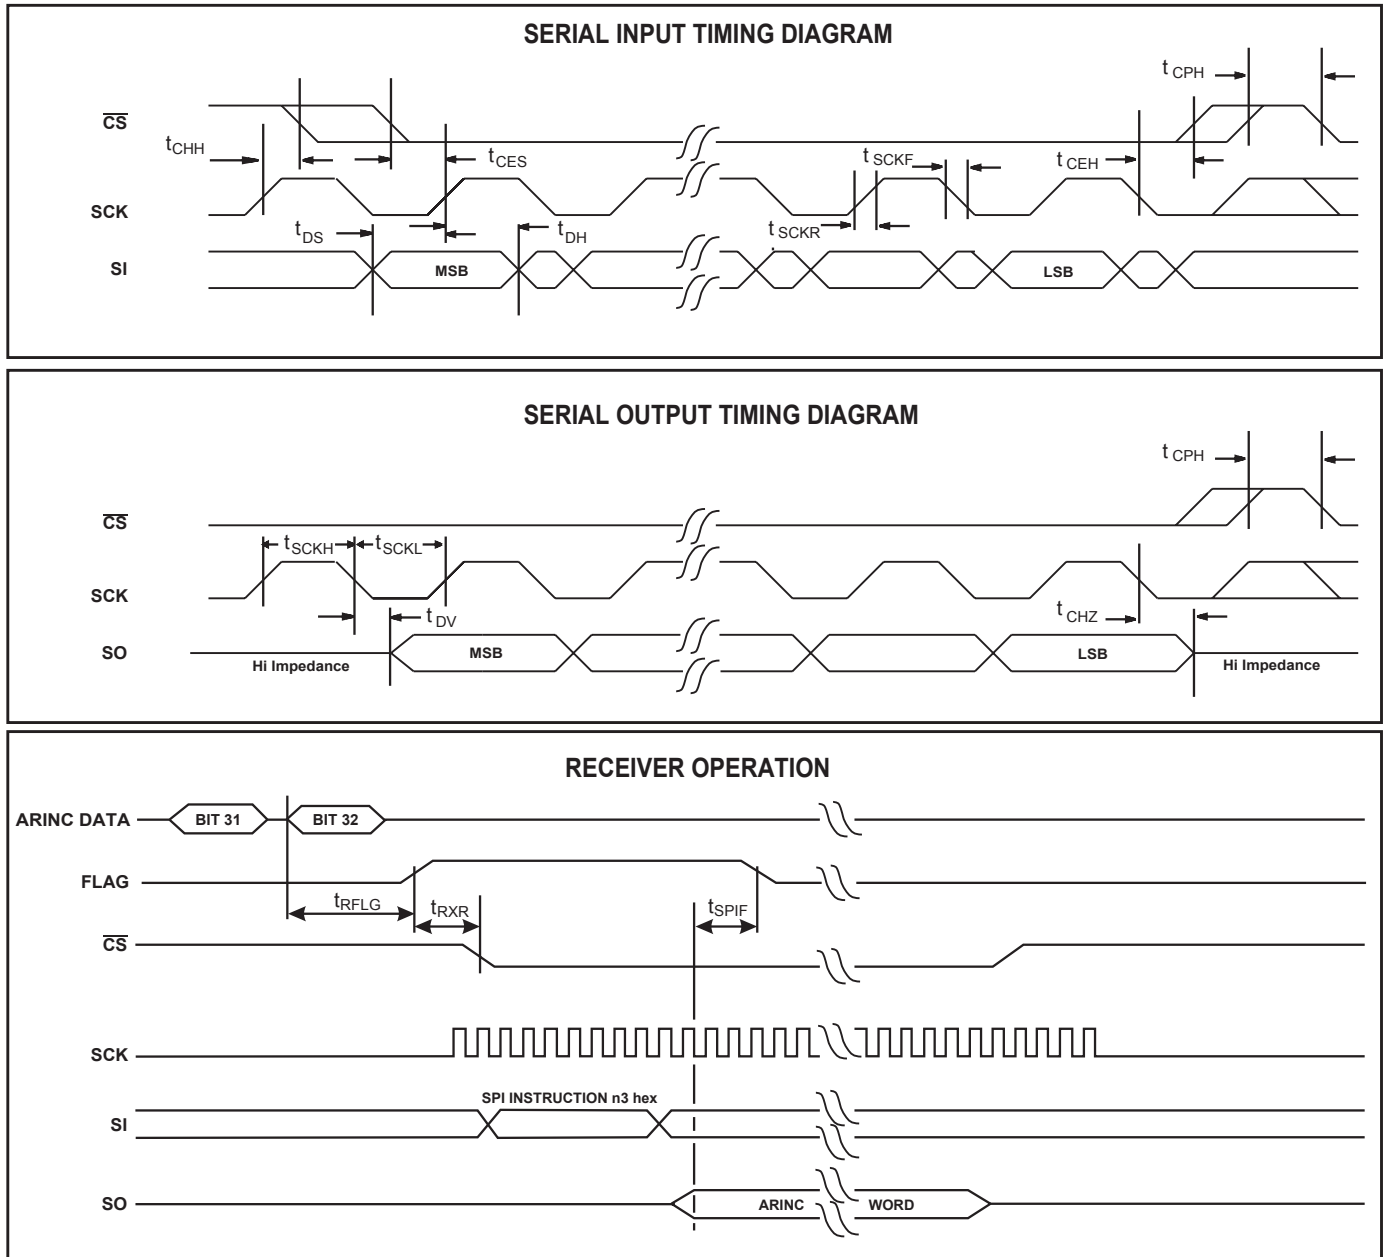 SERIAL INPUT TIMING DIAGRAM
t CPH
CS
t CHH
t CES
t SCKF
t CEH
SCK
t DS
t DH
t SCKR
SI
MSB
LSB
SERIAL OUTPUT TIMING DIAGRAM
t CPH
CS
t SCKH
t SCKL
SCK
t DV
t CHZ
SO
Hi Impedance
MSB
LSB
Hi Impedance
RECEIVER OPERATION
ARINC DATA
BIT 31
BIT 32
FLAG
t RFLG
t RXR
t SPIF
CS
SCK
SPI INSTRUCTION n3 hex
SI
SO
ARINC
WORD